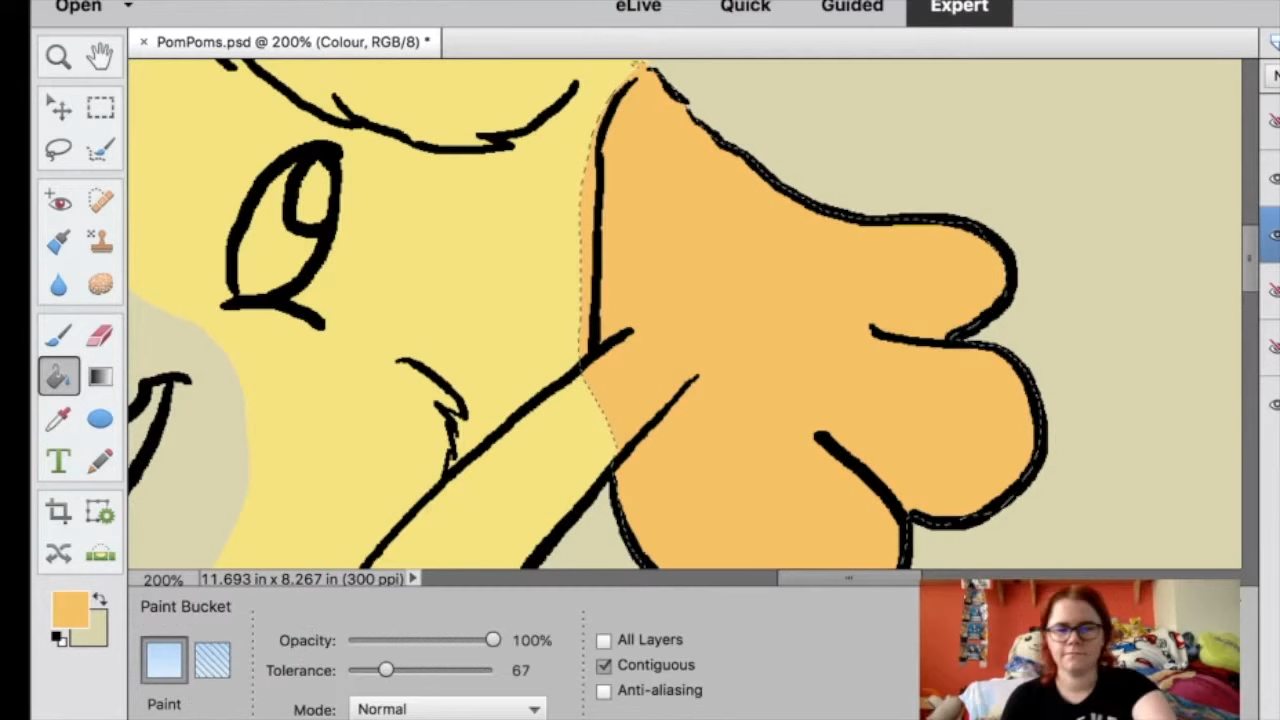 Open
eLive Quick Guided Expert
× PomPoms.psd @ 200% (Colour, RGB/8) *
T
200% 11.693 in x 8.267 in (300 ppi)
Paint Bucket
Opacity: 100%
Tolerance: 67
Mode: Normal
Paint
All Layers
Contiguous
Anti-aliasing